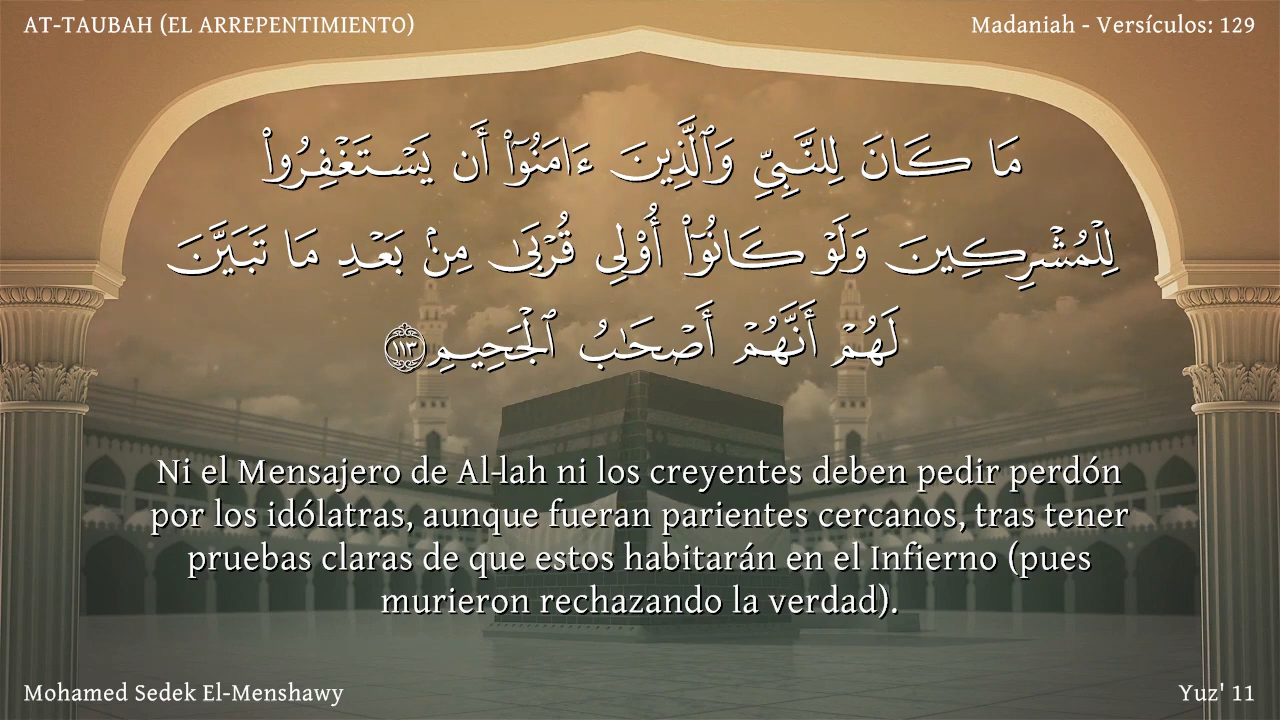 AT-TAUBAH (EL ARREPENTIMIENTO)
Madaniah - Versículos: 129
مَا كَانَ لِلنَّبِيِّ وَٱلَّذِينَ ءَامَنُوٓا۟ أَن يَسْتَغْفِرُوا۟
لِلْمُشْرِكِينَ وَلَوْ كَانُوٓا۟ أُو۟لِى قُرْبَىٰ مِنۢ بَعْدِ مَا تَبَيَّنَ
لَهُمْ أَنَّهُمْ أَصْحَـٰبُ ٱلْجَحِيمِ ١١٣
Ni el Mensajero de Al-lah ni los creyentes deben pedir perdón
por los idólatras, aunque fueran parientes cercanos, tras tener
pruebas claras de que estos habitarán en el Infierno (pues
murieron rechazando la verdad).
Mohamed Sedek El-Menshawy
Yuz' 11